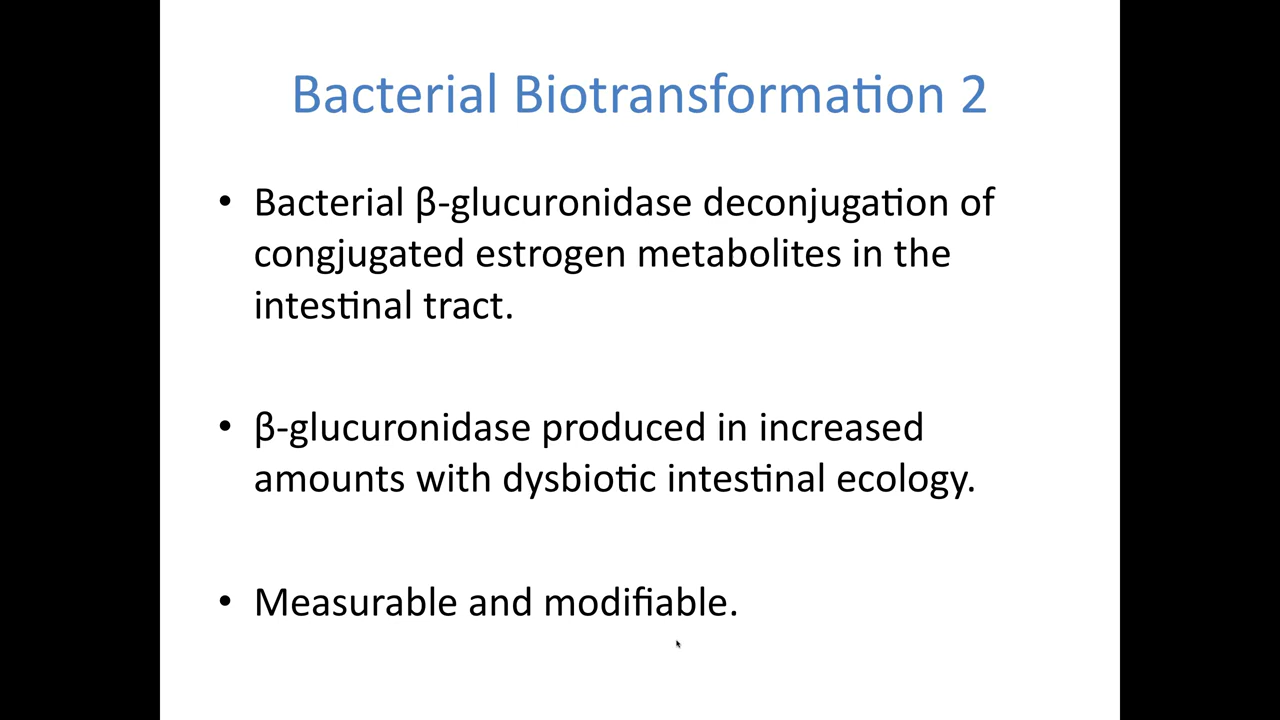 Bacterial Biotransformation 2
• Bacterial β-glucuronidase deconjugation of
congjugated estrogen metabolites in the
intestinal tract.
• β-glucuronidase produced in increased
amounts with dysbiotic intestinal ecology.
• Measurable and modifiable.